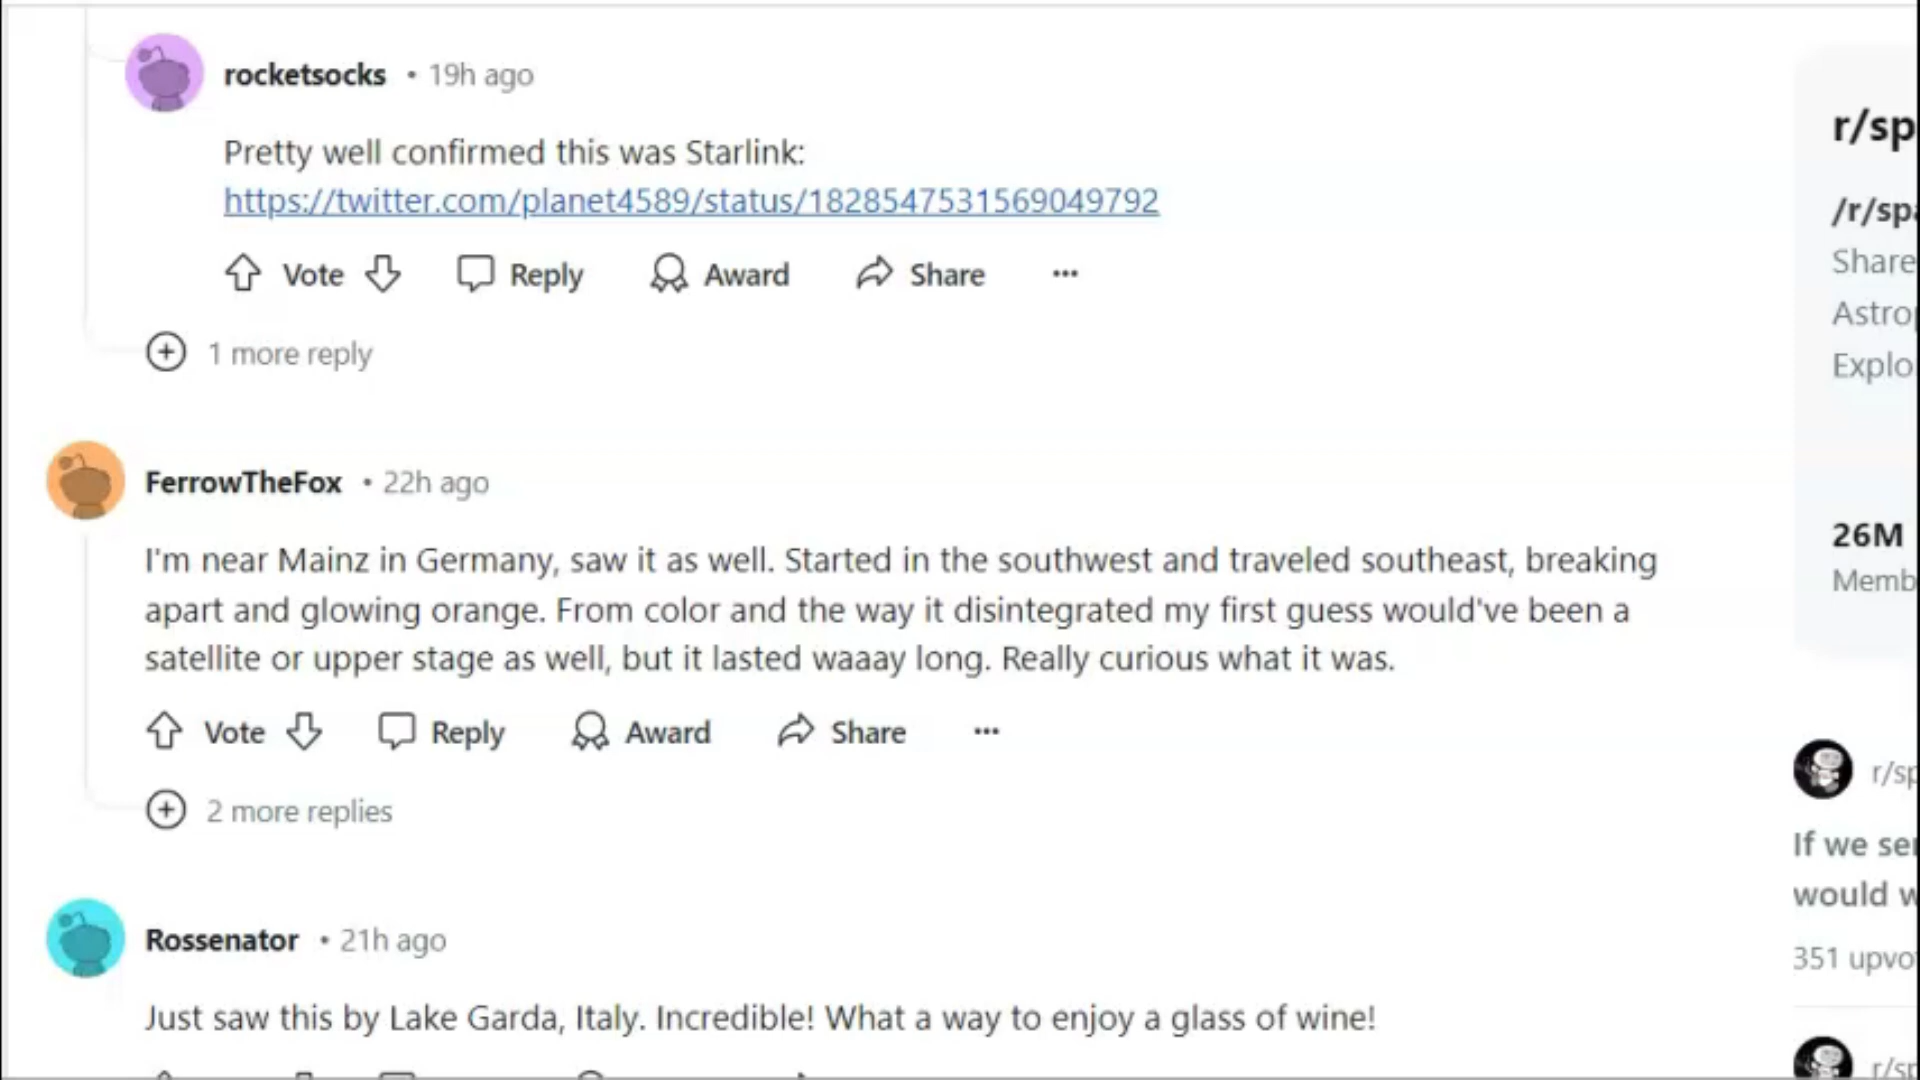 rocketsocks • 19h ago
Pretty well confirmed this was Starlink:
https://twitter.com/planet4589/status/1828547531569049792
Vote Reply Award Share ...
1 more reply
FerrowTheFox • 22h ago
I'm near Mainz in Germany, saw it as well. Started in the southwest and traveled southeast, breaking
apart and glowing orange. From color and the way it disintegrated my first guess would've been a
satellite or upper stage as well, but it lasted waaay long. Really curious what it was.
Vote Reply Award Share ...
2 more replies
Rossenator • 21h ago
Just saw this by Lake Garda, Italy. Incredible! What a way to enjoy a glass of wine!
r/sp
/r/spa
Share
Astro
Explo
26M
Memb
r/sp
If we se
would w
351 upvo
r/sp